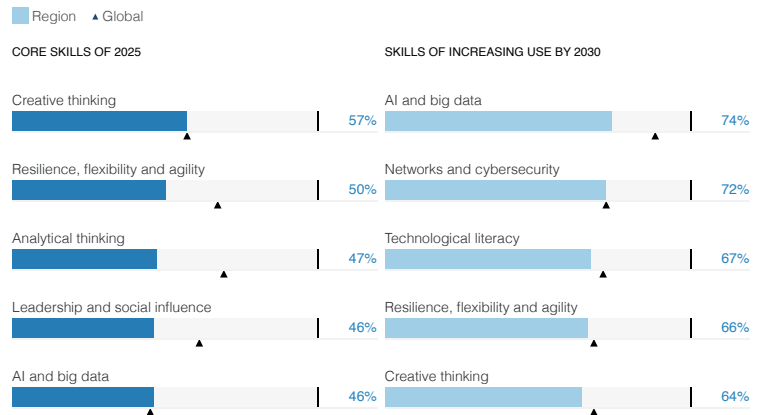 Region Global
CORE SKILLS OF 2025
Creative thinking
57%
Resilience, flexibility and agility
50%
Analytical thinking
47%
Leadership and social influence
46%
AI and big data
46%
SKILLS OF INCREASING USE BY 2030
AI and big data
74%
Networks and cybersecurity
72%
Technological literacy
67%
Resilience, flexibility and agility
66%
Creative thinking
64%